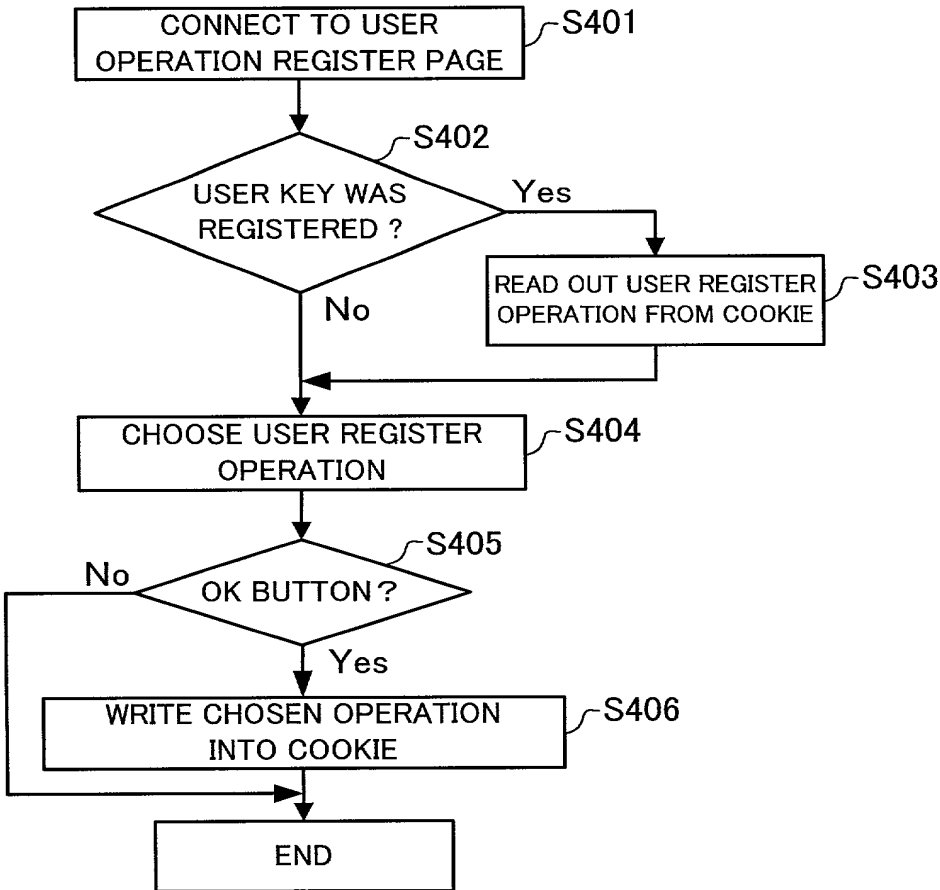 CONNECT TO USER
OPERATION REGISTER PAGE
S401
S402
USER KEY WAS
REGISTERED ?
Yes
No
READ OUT USER REGISTER
OPERATION FROM COOKIE
S403
CHOOSE USER REGISTER
OPERATION
S404
S405
OK BUTTON ?
No
Yes
WRITE CHOSEN OPERATION
INTO COOKIE
S406
END